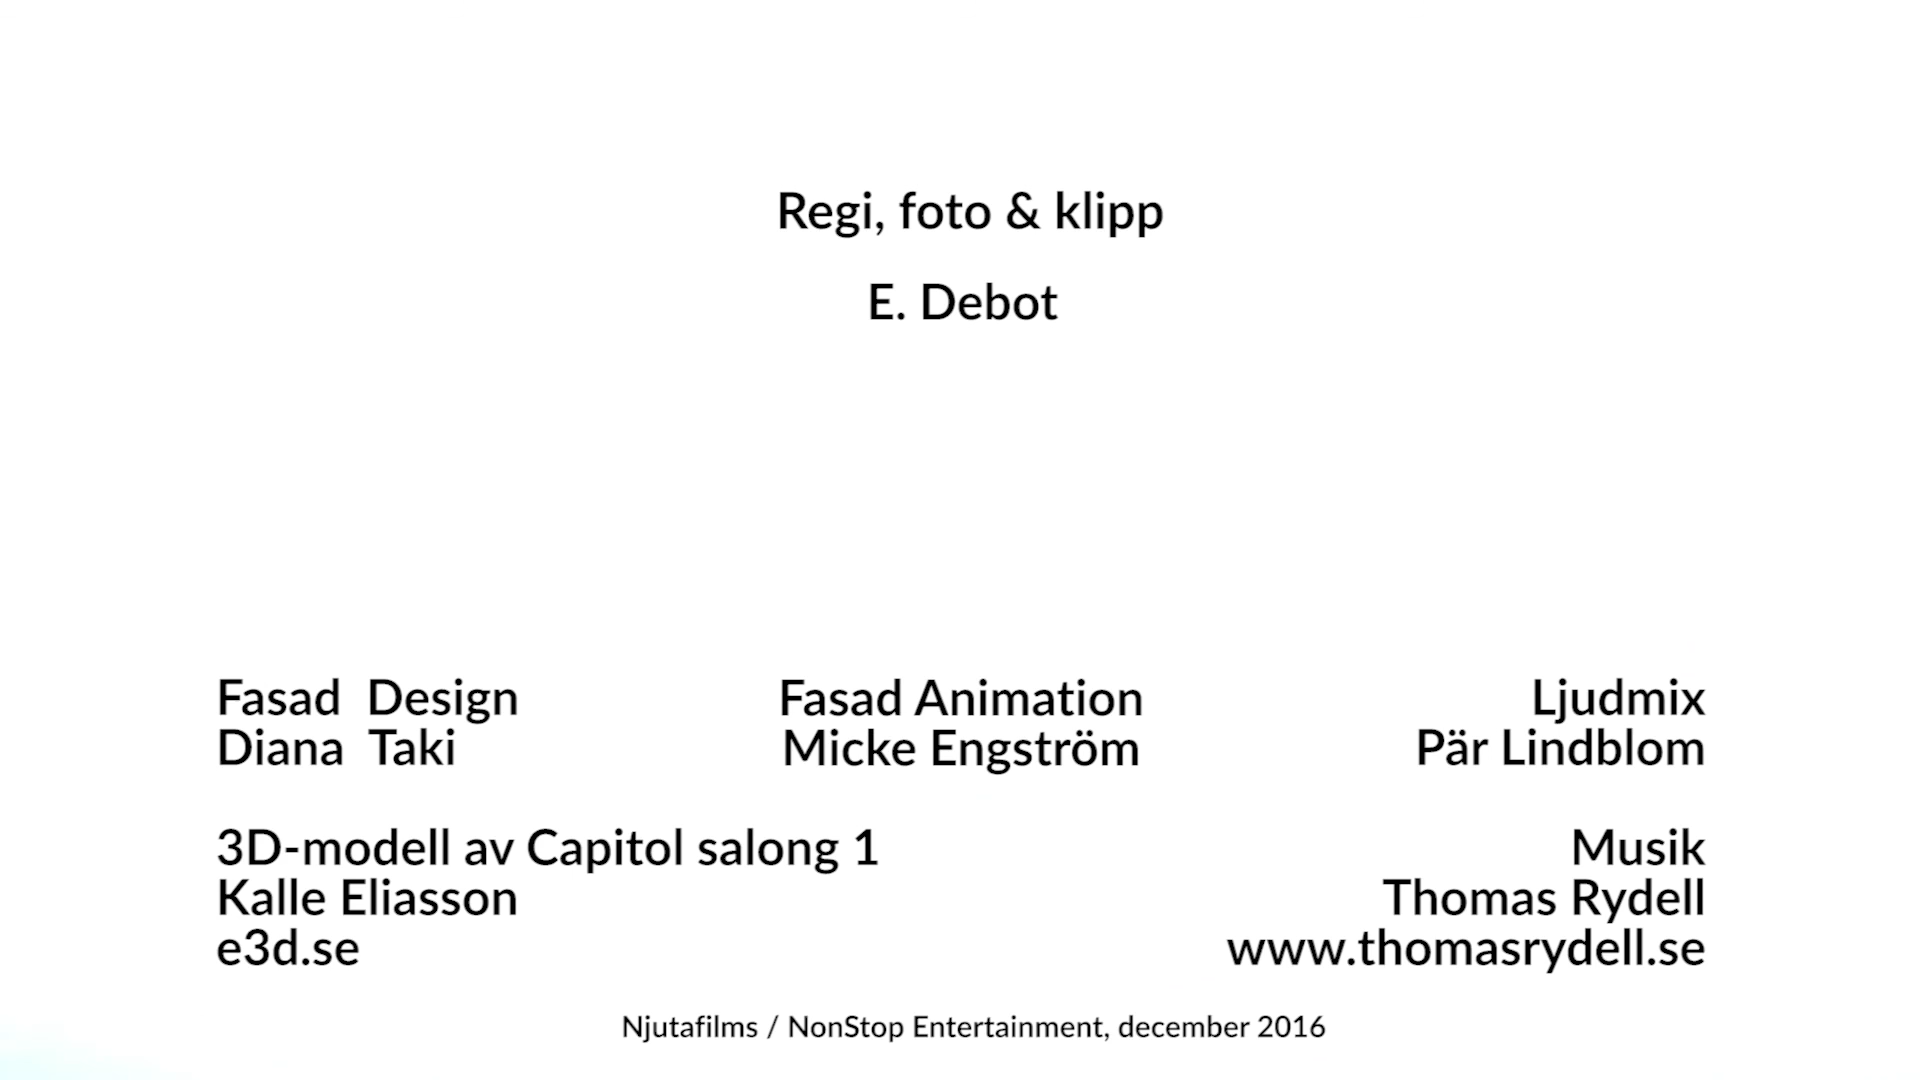 Regi, foto & klipp
E. Debot
Fasad Design
Diana Taki
Fasad Animation
Micke Engström
Ljudmix
Pär Lindblom
3D-modell av Capitol salong 1
Kalle Eliasson
e3d.se
Musik
Thomas Rydell
www.thomasrydell.se
Njutafilms / NonStop Entertainment, december 2016